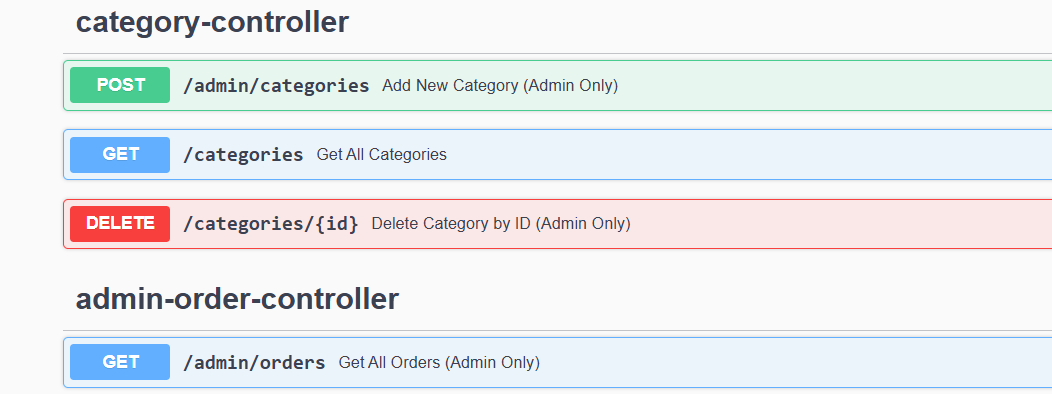 category-controller
POST /admin/categories Add New Category (Admin Only)
GET /categories Get All Categories
DELETE /categories/{id} Delete Category by ID (Admin Only)
admin-order-controller
GET /admin/orders Get All Orders (Admin Only)